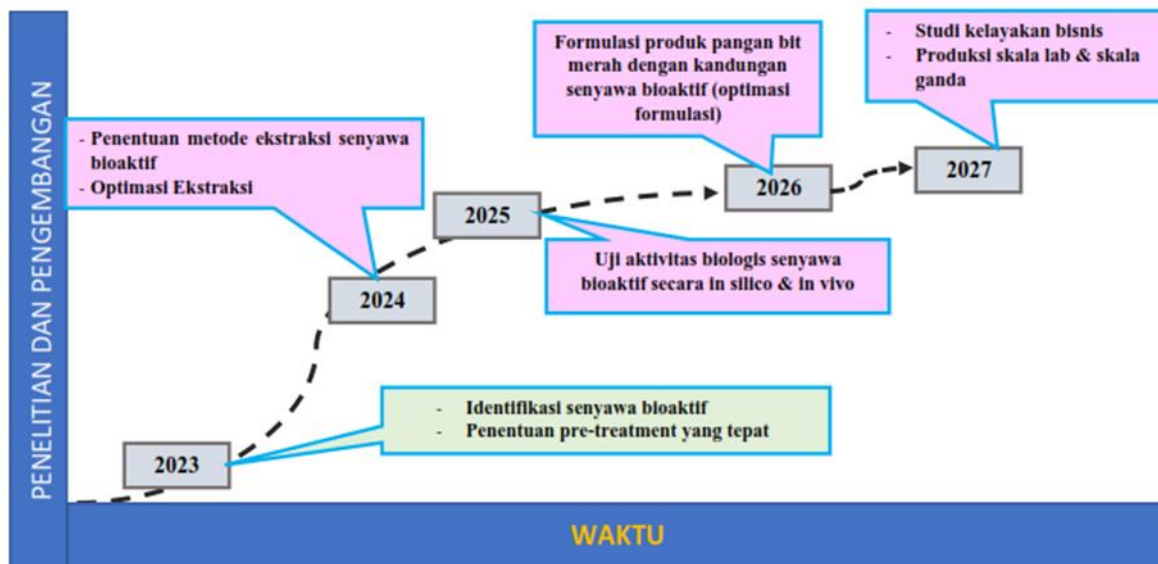 PENELITIAN DAN PENGEMBANGAN
Formulasi produk pangan bit
merah dengan kandungan
senyawa bioaktif (optimasi
formulasi)
- Studi kelayakan bisnis
- Produksi skala lab & skala
ganda
- Penentuan metode ekstraksi senyawa
bioaktif
- Optimasi Ekstraksi
2027
2026
2025
Uji aktivitas biologis senyawa
bioaktif secara in silico & in vivo
2024
- Identifikasi senyawa bioaktif
- Penentuan pre-treatment yang tepat
2023
WAKTU